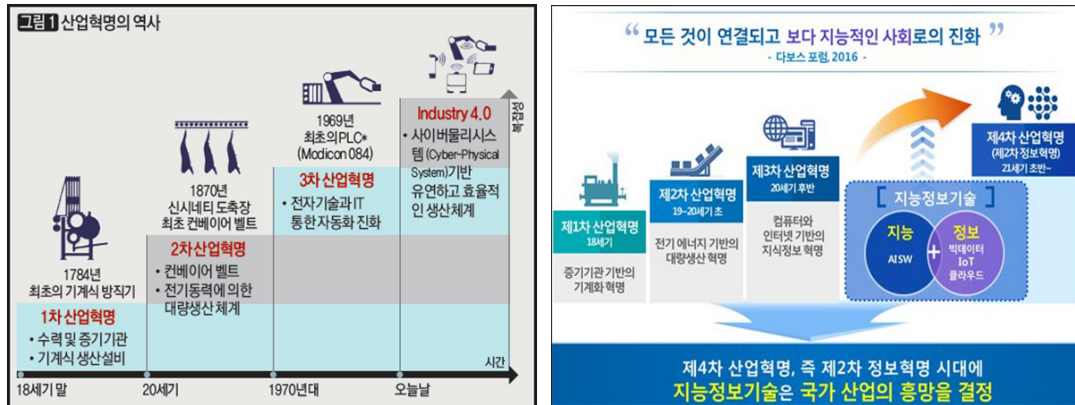 그림 1 산업혁명의 역사
1784년
최초의 기계식 방직기
1차 산업혁명
• 수력 및 증기기관
• 기계식 생산설비
1870년
신시네티 도축장
최초 컨베이어 벨트
2차 산업혁명
• 컨베이어 벨트
• 전기동력에 의한
대량생산 체계
1969년
최초의 PLC*
(Modicon 084)
3차 산업혁명
• 전자 기술과 IT
통한 자동화 진화
Industry 4.0
• 사이버물리시스
템 (Cyber-Physical
System)기반
유연하고 효율적
인 생산체계
복잡성
시간
18세기 말
20세기
1970년대
오늘날
“ 모든 것이 연결되고 보다 지능적인 사회로의 진화 ”
- 다보스 포럼, 2016 -
제1차 산업혁명
18세기
증기기관 기반의
기계화 혁명
제2차 산업혁명
19~20세기 초
전기 에너지 기반의
대량생산 혁명
제3차 산업혁명
20세기 후반
컴퓨터와
인터넷 기반의
지식정보 혁명
제4차 산업혁명
(제2차 정보혁명)
21세기 초반~
[ 지능정보기술 ]
지능
AISW
+
정보
빅데이터
IoT
클라우드
제4차 산업혁명, 즉 제2차 정보혁명 시대에
지능정보기술은 국가 산업의 흥망을 결정